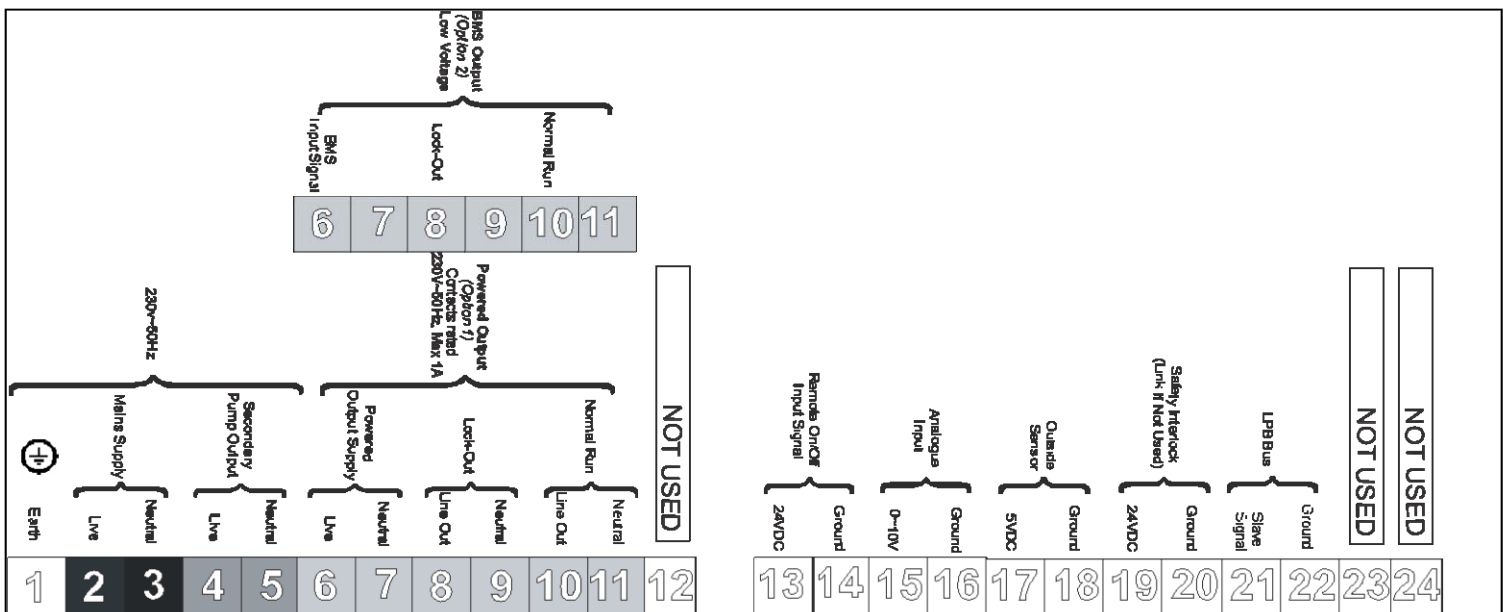 BMS Output
(Option 2)
Low Voltage
BMS
Input Signal
Lock-Out
Normal Run
6 7 8 9 10 11
230v~50Hz
Powered Output
(Option 1)
Contacts rated
230V~50Hz, Max 1A
Mains Supply
Secondary
Pump Output
Powered
Output Supply
Lock-Out
Normal Run
NOT USED
Remote On/Off
Input Signal
Analogue
Input
Outside
Sensor
Safety Interlock
(Link If Not Used)
LPB Bus
NOT USED
NOT USED
Earth
Live
Neutral
Live
Neutral
Live
Neutral
Line Out
Neutral
Line Out
Neutral
24VDC
Ground
0~10V
Ground
5VDC
Ground
24VDC
Ground
Slave
Signal
Ground
1 2 3 4 5 6 7 8 9 10 11 12 13 14 15 16 17 18 19 20 21 22 23 24